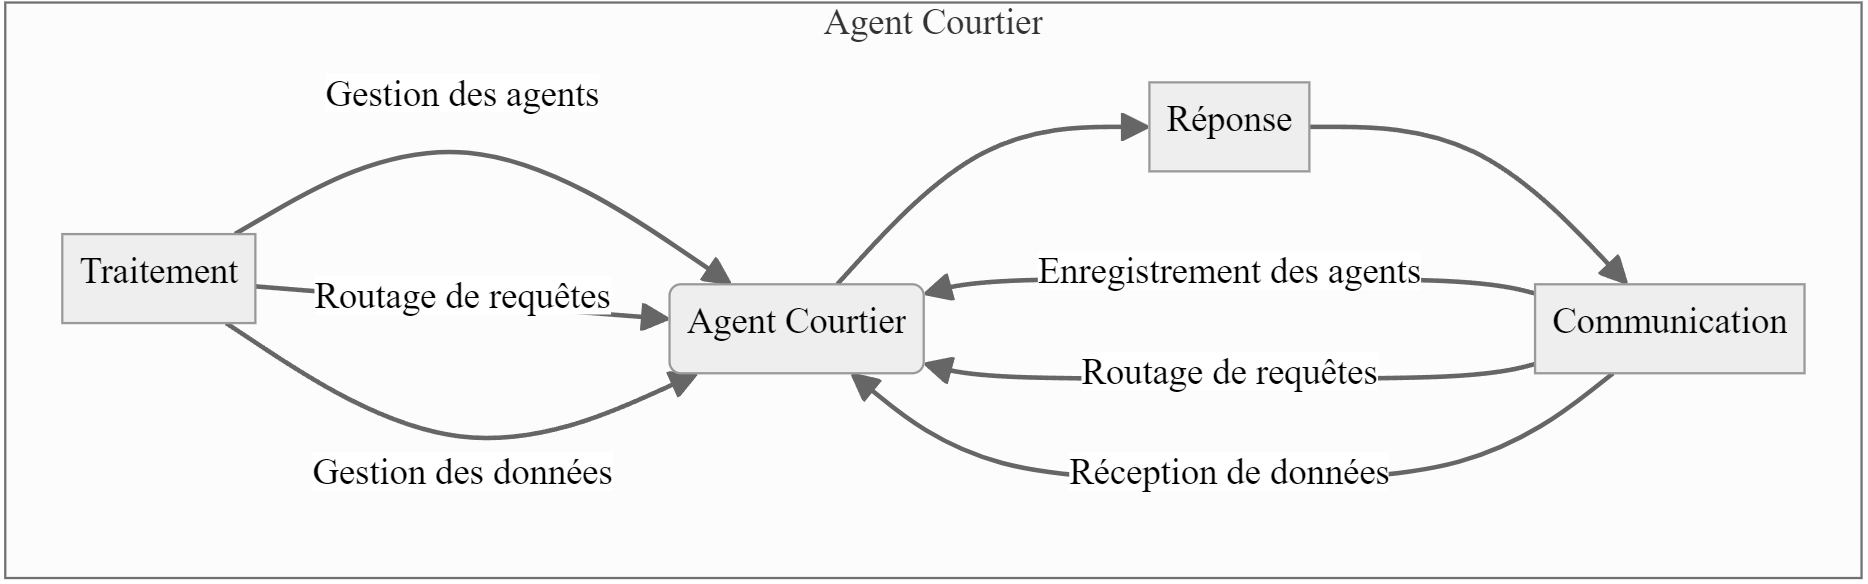 Agent Courtier
Gestion des agents
Réponse
Traitement
Routage de requêtes
Enregistrement des agents
Agent Courtier
Communication
Routage de requêtes
Gestion des données
Réception de données